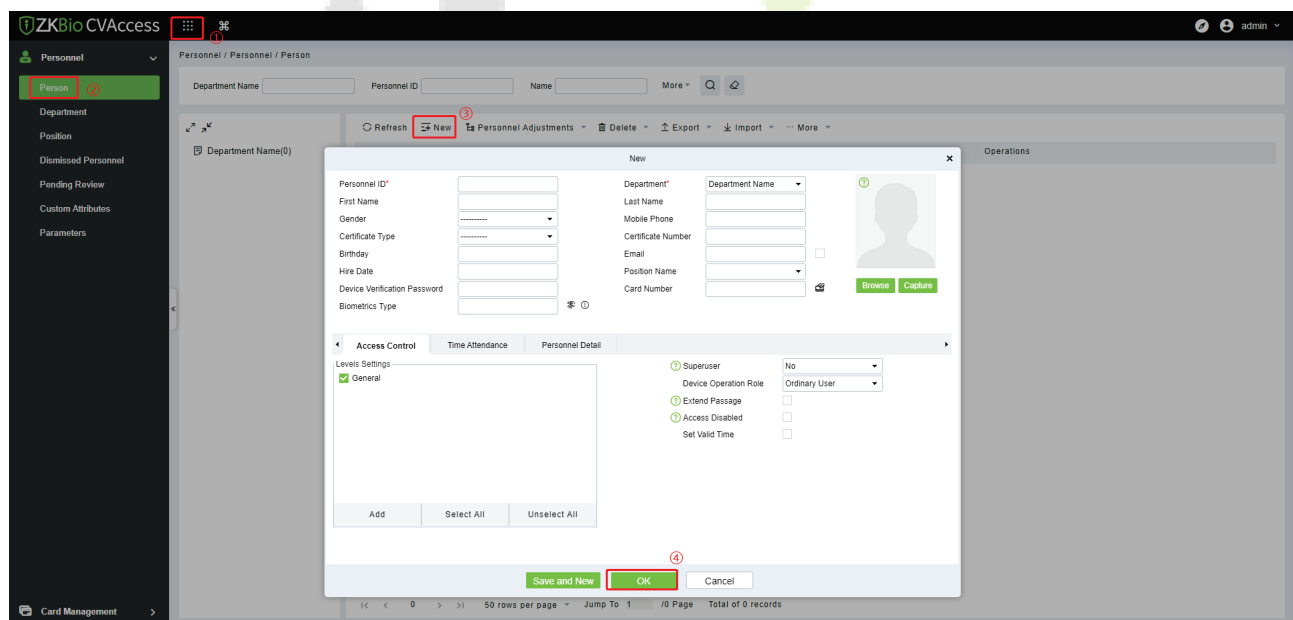 ZKBio CVAccess ① admin
Personnel
Personnel / Personnel / Person
Person ②
Department Name Personnel ID Name More
Department
Position
Dismissed Personnel
Pending Review
Custom Attributes
Parameters
③
Refresh New Personnel Adjustments Delete Export Import ··· More
Department Name(0)
Operations
New ×
Personnel ID* Department* Department Name
First Name Last Name
Gender ---------- Mobile Phone
Certificate Type ---------- Certificate Number
Birthday Email
Hire Date Position Name
Device Verification Password Card Number
Browse Capture
Biometrics Type
Access Control Time Attendance Personnel Detail
Levels Settings
General
Superuser No
Device Operation Role Ordinary User
Extend Passage
Access Disabled
Set Valid Time
Add Select All Unselect All
④
Save and New OK Cancel
Card Management >
|< < 0 > >| 50 rows per page Jump To 1 /0 Page Total of 0 records